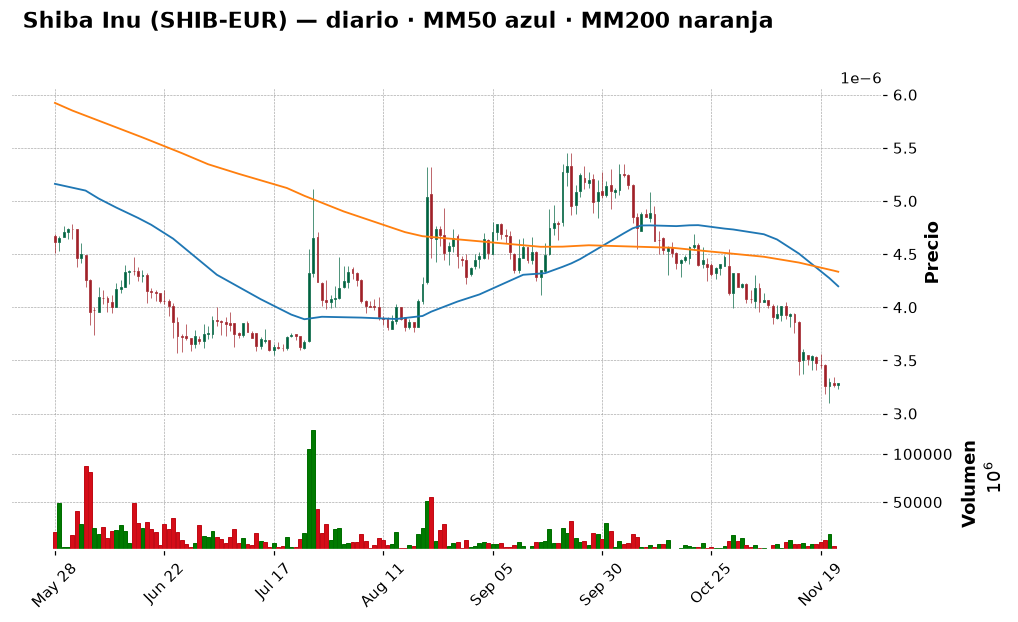 Shiba Inu (SHIB-EUR) — diario · MM50 azul · MM200 naranja
1e−6
6.0
5.5
5.0
4.5
4.0
3.5
3.0
Precio
100000
50000
Volumen
10^6
May 28
Jun 22
Jul 17
Aug 11
Sep 05
Sep 30
Oct 25
Nov 19